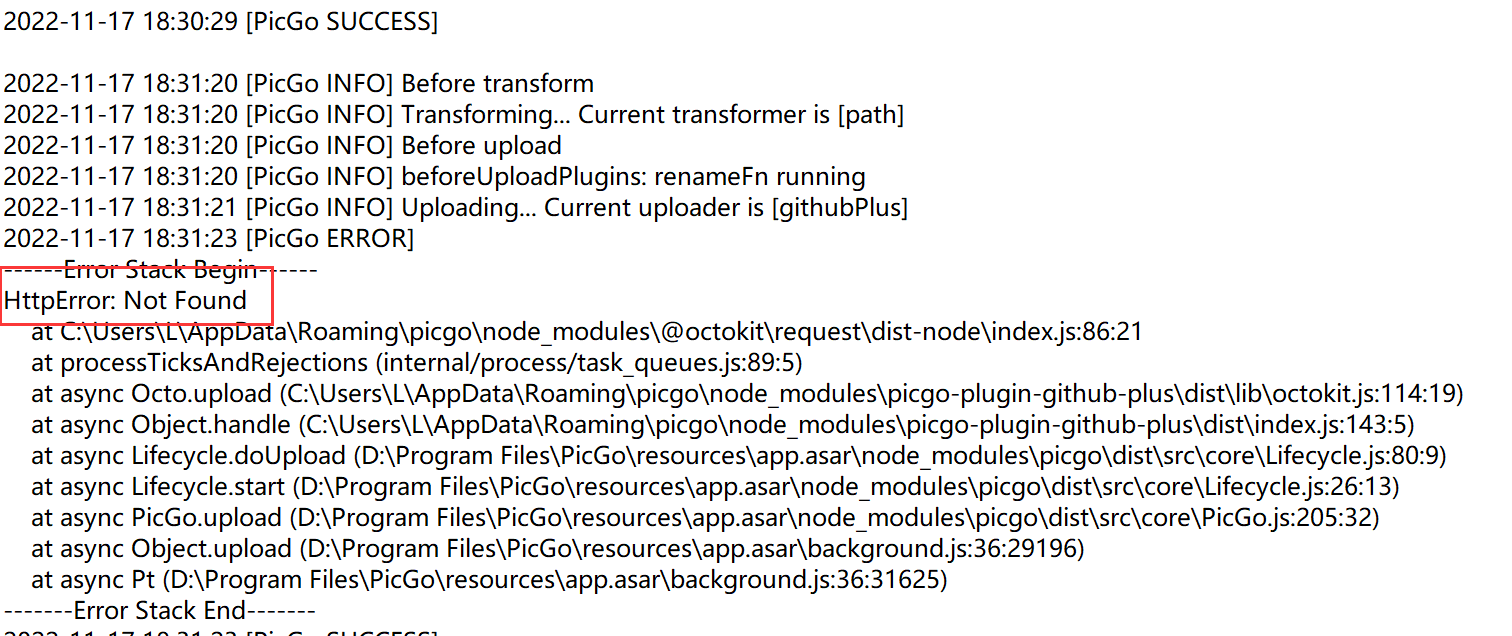 2022-11-17 18:30:29 [PicGo SUCCESS]
2022-11-17 18:31:20 [PicGo INFO] Before transform
2022-11-17 18:31:20 [PicGo INFO] Transforming... Current transformer is [path]
2022-11-17 18:31:20 [PicGo INFO] Before upload
2022-11-17 18:31:20 [PicGo INFO] beforeUploadPlugins: renameFn running
2022-11-17 18:31:21 [PicGo INFO] Uploading... Current uploader is [githubPlus]
2022-11-17 18:31:23 [PicGo ERROR]
------Error Stack Begin------
HttpError: Not Found
at C:\Users\L\AppData\Roaming\picgo\node_modules\@octokit\request\dist-node\index.js:86:21
at processTicksAndRejections (internal/process/task_queues.js:89:5)
at async Octo.upload (C:\Users\L\AppData\Roaming\picgo\node_modules\picgo-plugin-github-plus\dist\lib\octokit.js:114:19)
at async Object.handle (C:\Users\L\AppData\Roaming\picgo\node_modules\picgo-plugin-github-plus\dist\index.js:143:5)
at async Lifecycle.doUpload (D:\Program Files\PicGo\resources\app.asar\node_modules\picgo\dist\src\core\Lifecycle.js:80:9)
at async Lifecycle.start (D:\Program Files\PicGo\resources\app.asar\node_modules\picgo\dist\src\core\Lifecycle.js:26:13)
at async PicGo.upload (D:\Program Files\PicGo\resources\app.asar\node_modules\picgo\dist\src\core\PicGo.js:205:32)
at async Object.upload (D:\Program Files\PicGo\resources\app.asar\background.js:36:29196)
at async Pt (D:\Program Files\PicGo\resources\app.asar\background.js:36:31625)
-------Error Stack End-------
2022-11-17 18:31:23 [PicGo SUCCESS]